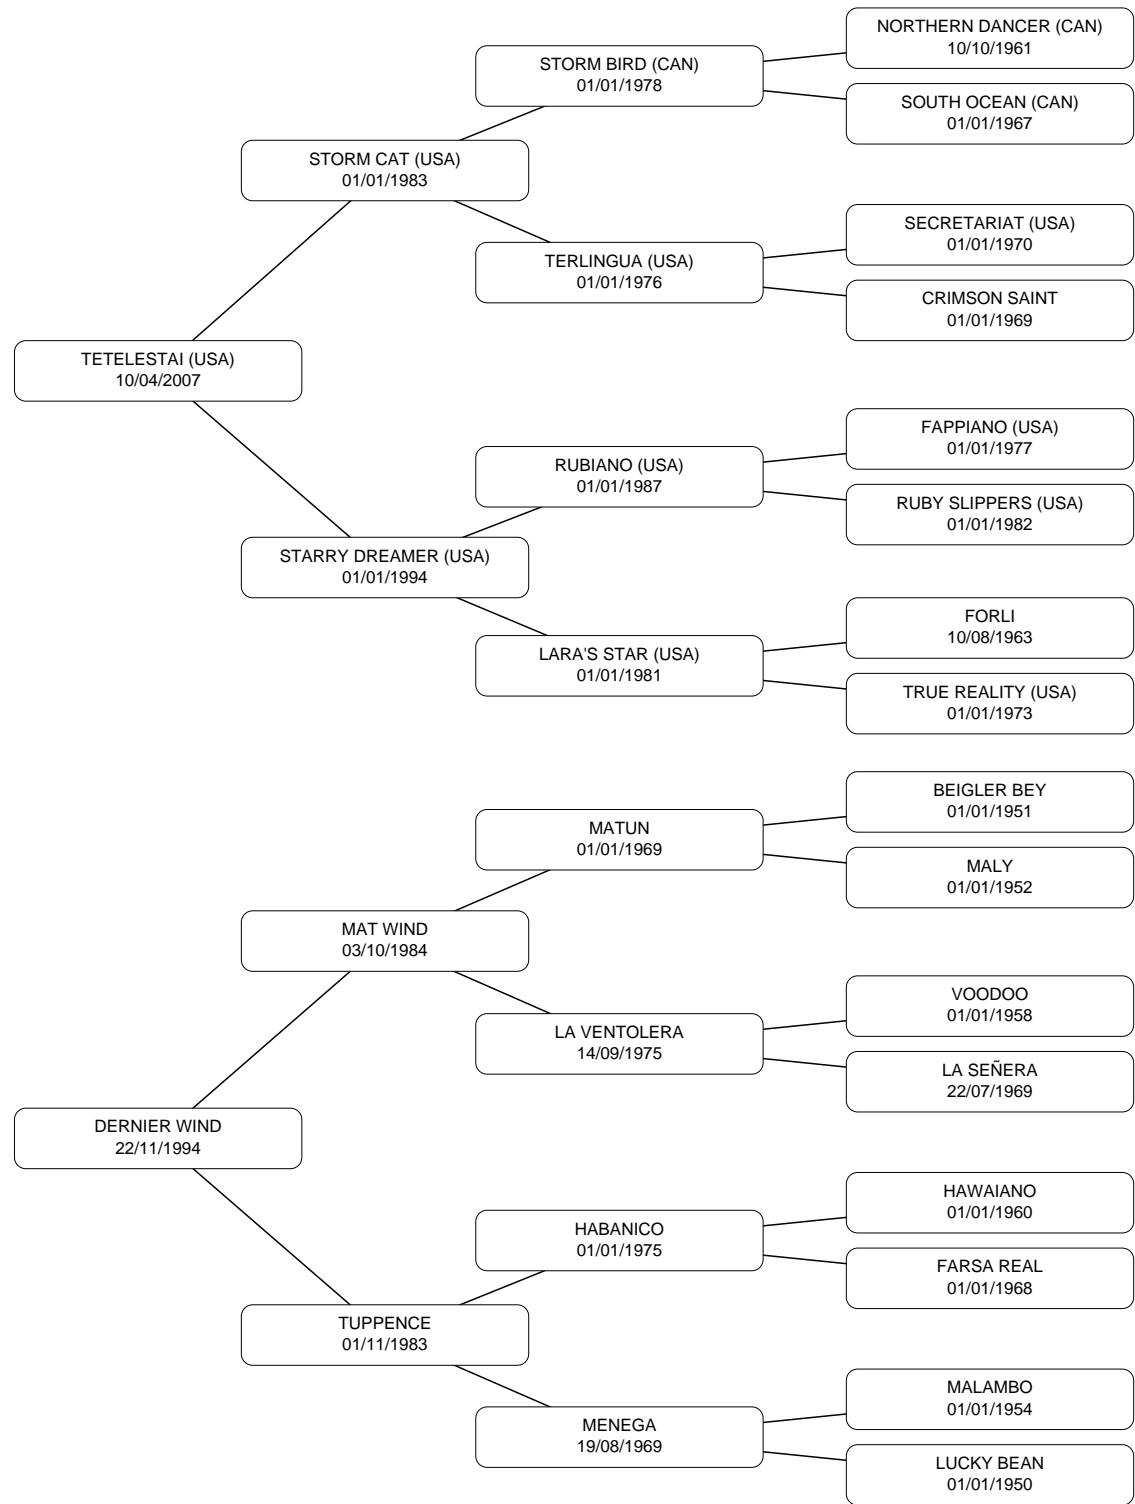 NORTHERN DANCER (CAN)
10/10/1961
STORM BIRD (CAN)
01/01/1978
SOUTH OCEAN (CAN)
01/01/1967
STORM CAT (USA)
01/01/1983
SECRETARIAT (USA)
01/01/1970
TERLINGUA (USA)
01/01/1976
CRIMSON SAINT
01/01/1969
TETELESTAI (USA)
10/04/2007
FAPPIANO (USA)
01/01/1977
RUBIANO (USA)
01/01/1987
RUBY SLIPPERS (USA)
01/01/1982
STARRY DREAMER (USA)
01/01/1994
FORLI
10/08/1963
LARA'S STAR (USA)
01/01/1981
TRUE REALITY (USA)
01/01/1973
BEIGLER BEY
01/01/1951
MATUN
01/01/1969
MALY
01/01/1952
MAT WIND
03/10/1984
VOODOO
01/01/1958
LA VENTOLERA
14/09/1975
LA SEÑERA
22/07/1969
DERNIER WIND
22/11/1994
HAWAIANO
01/01/1960
HABANICO
01/01/1975
FARSA REAL
01/01/1968
TUPPENCE
01/11/1983
MALAMBO
01/01/1954
MENEGA
19/08/1969
LUCKY BEAN
01/01/1950